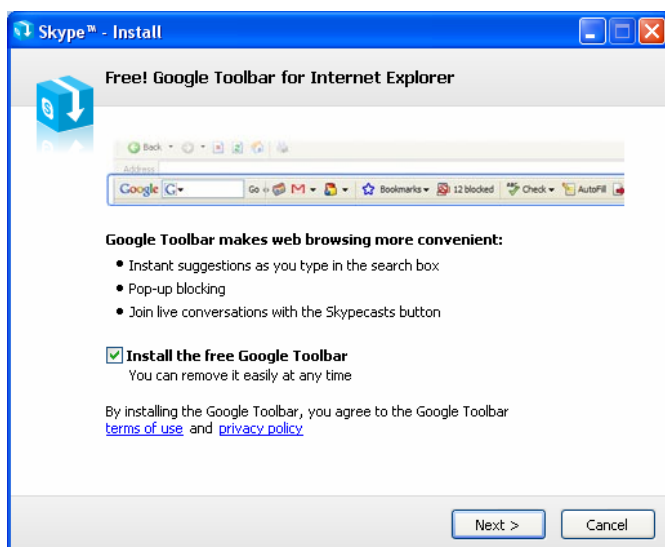 Skype™ - Install
Free! Google Toolbar for Internet Explorer
Back
Address
Google G Go M Bookmarks 12 blocked Check AutoFill
Google Toolbar makes web browsing more convenient:
• Instant suggestions as you type in the search box
• Pop-up blocking
• Join live conversations with the Skypecasts button
Install the free Google Toolbar
You can remove it easily at any time
By installing the Google Toolbar, you agree to the Google Toolbar
terms of use and privacy policy
Next > Cancel